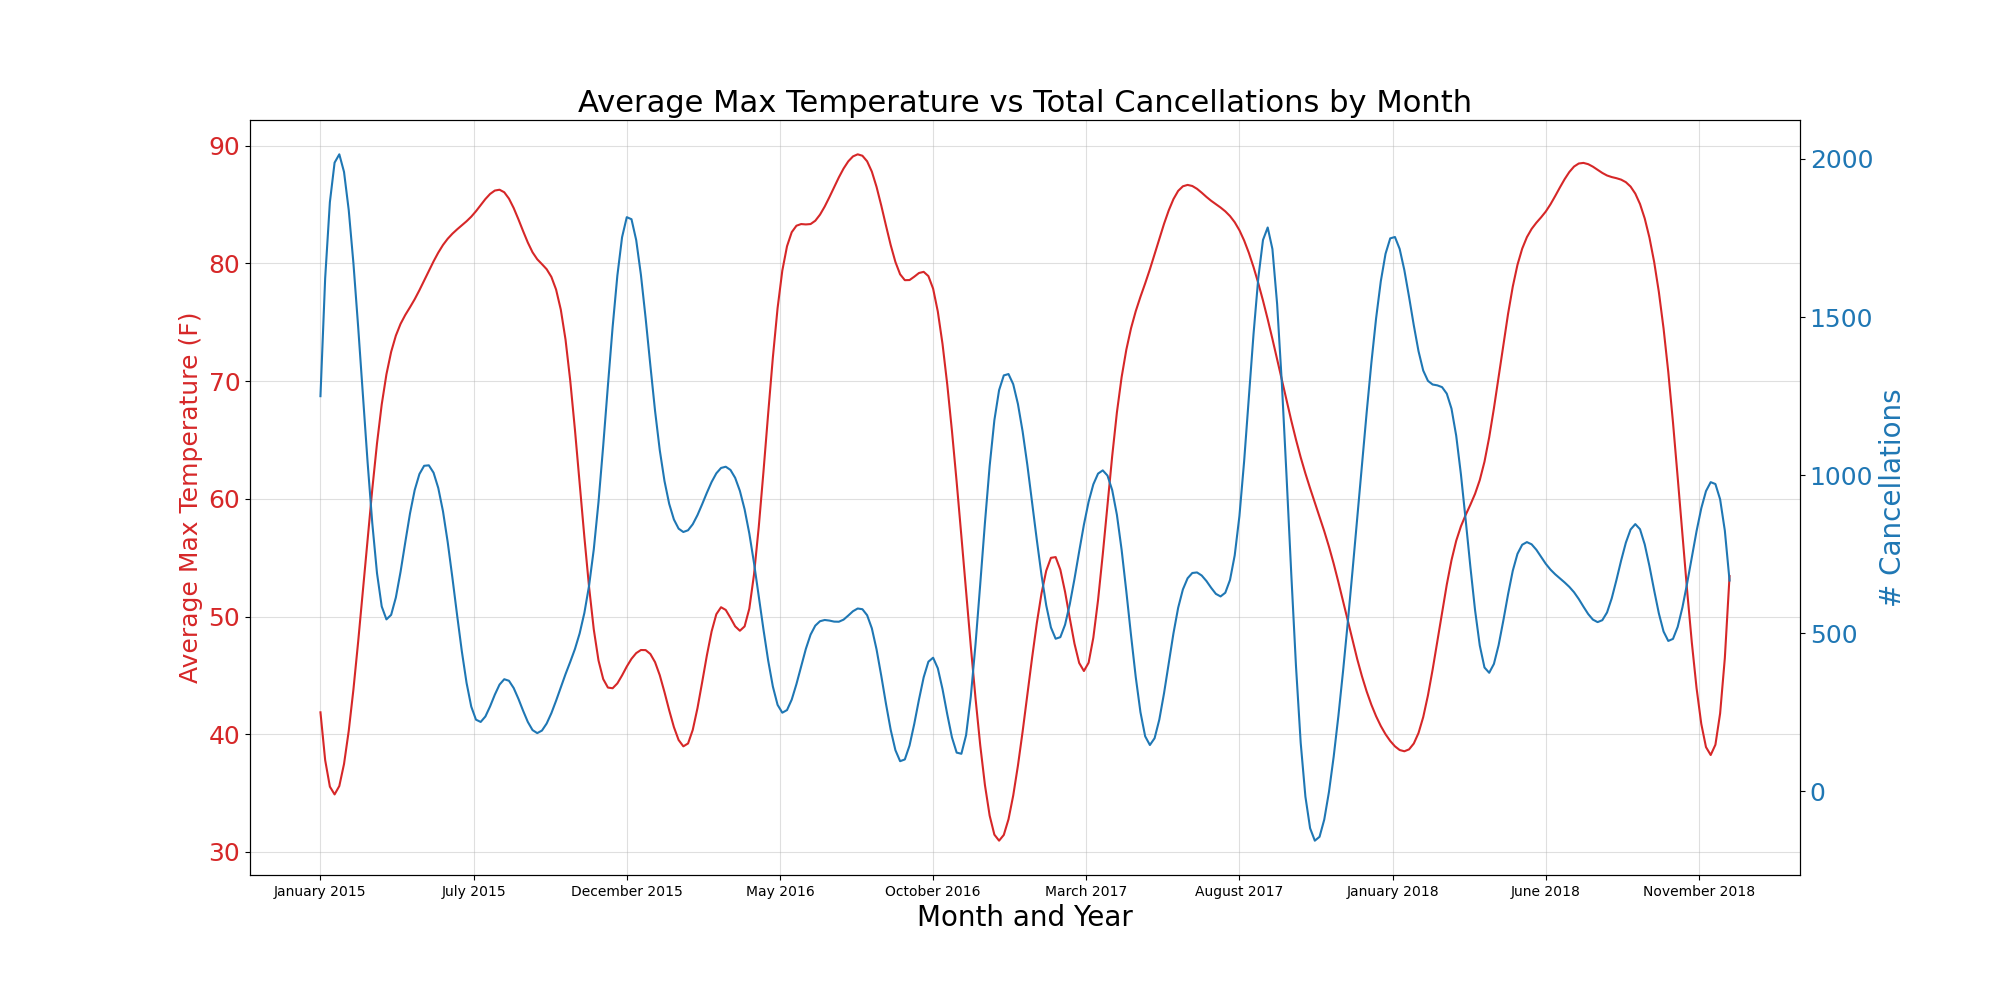 Average Max Temperature vs Total Cancellations by Month
Average Max Temperature (F)
90
80
70
60
50
40
30
2000
1500
1000
500
0
# Cancellations
January 2015
July 2015
December 2015
May 2016
October 2016
March 2017
August 2017
January 2018
June 2018
November 2018
Month and Year